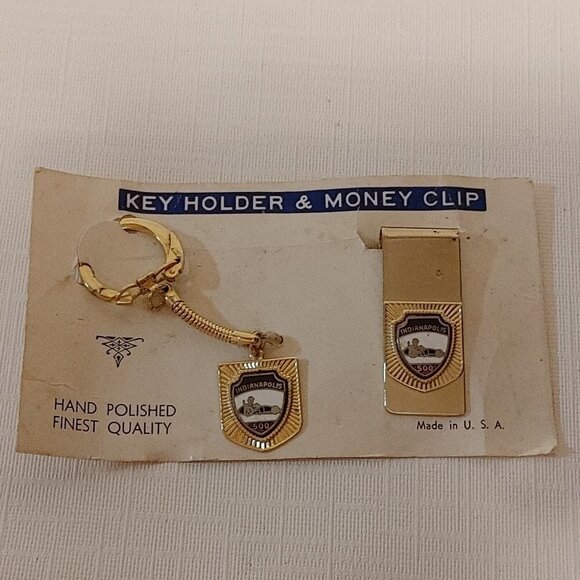 KEY HOLDER & MONEY CLIP
INDIANAPOLIS
500
INDIANAPOLIS
500
HAND POLISHED
FINEST QUALITY
Made in U. S. A.